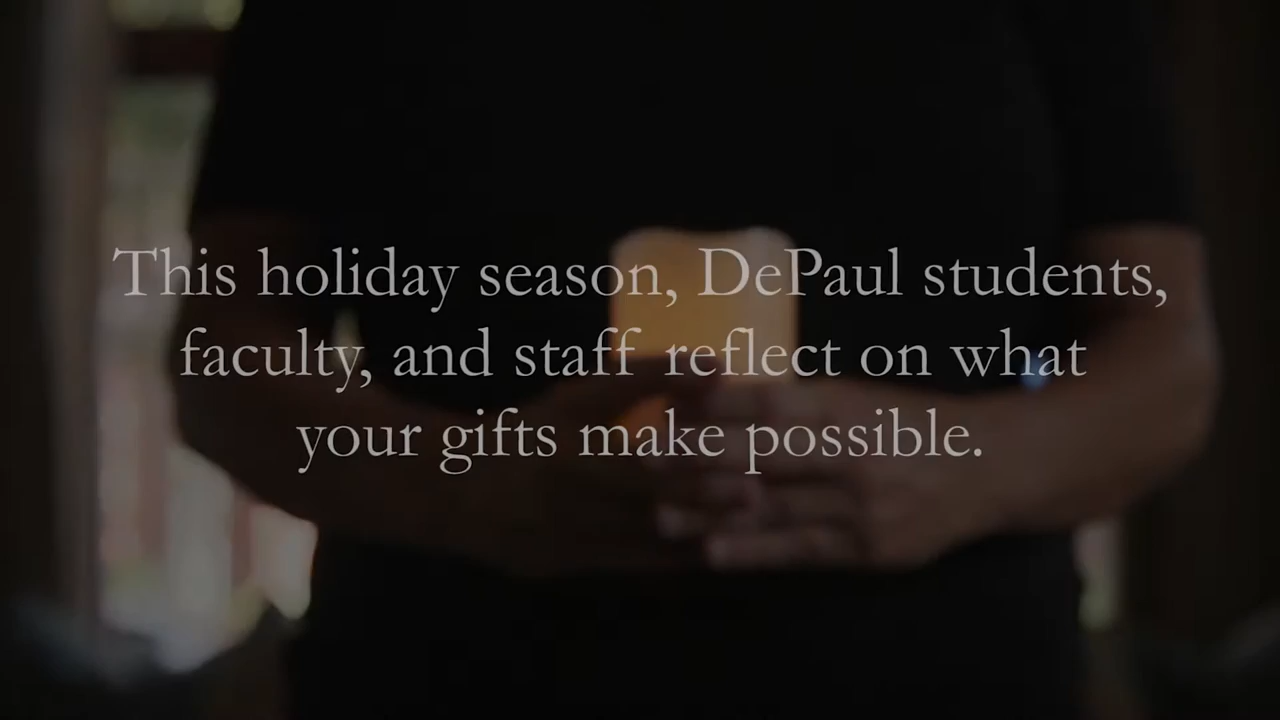 This holiday season, DePaul students,
faculty, and staff reflect on what
your gifts make possible.